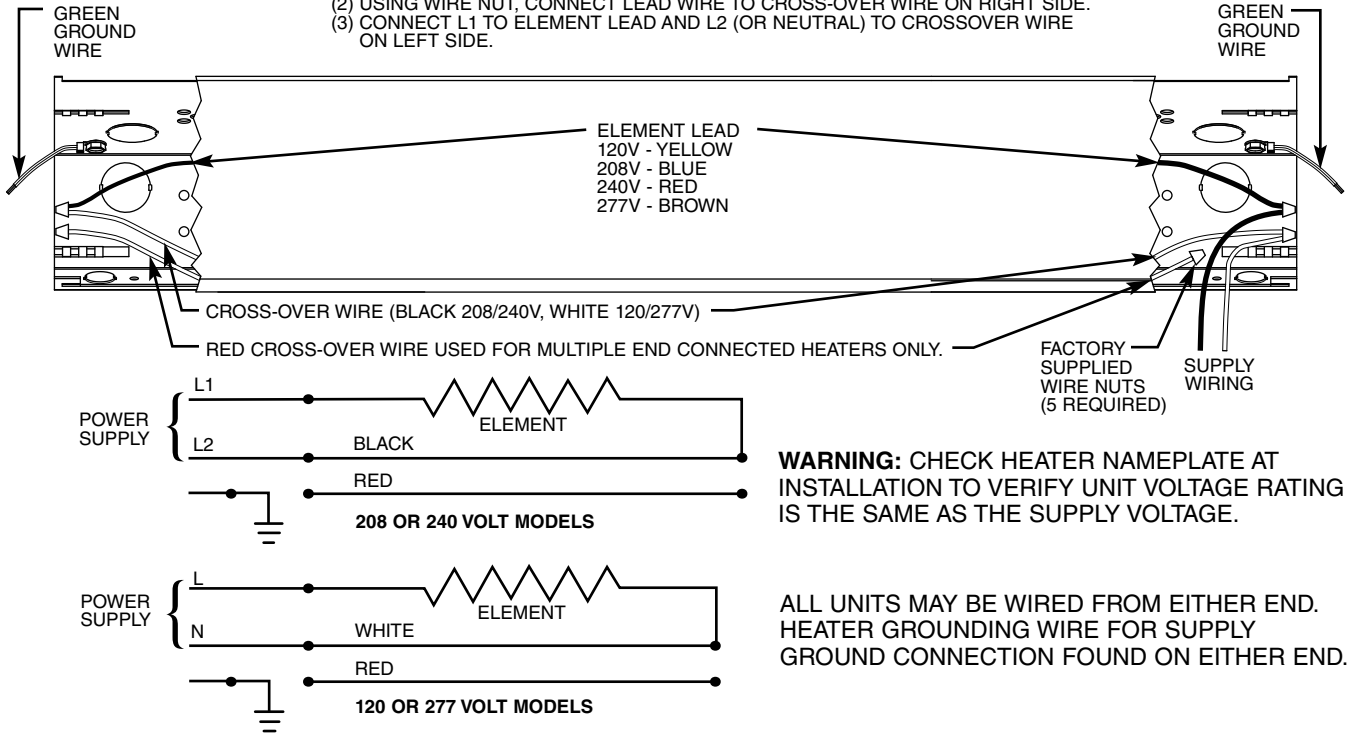 (2) USING WIRE NUT, CONNECT LEAD WIRE TO CROSS-OVER WIRE ON RIGHT SIDE.
(3) CONNECT L1 TO ELEMENT LEAD AND L2 (OR NEUTRAL) TO CROSSOVER WIRE
ON LEFT SIDE.
GREEN
GROUND
WIRE
GREEN
GROUND
WIRE
ELEMENT LEAD
120V - YELLOW
208V - BLUE
240V - RED
277V - BROWN
CROSS-OVER WIRE (BLACK 208/240V, WHITE 120/277V)
RED CROSS-OVER WIRE USED FOR MULTIPLE END CONNECTED HEATERS ONLY.
FACTORY
SUPPLIED
WIRE NUTS
(5 REQUIRED)
SUPPLY
WIRING
POWER
SUPPLY
L1
ELEMENT
L2
BLACK
RED
208 OR 240 VOLT MODELS
WARNING: CHECK HEATER NAMEPLATE AT
INSTALLATION TO VERIFY UNIT VOLTAGE RATING
IS THE SAME AS THE SUPPLY VOLTAGE.
POWER
SUPPLY
L
ELEMENT
N
WHITE
RED
120 OR 277 VOLT MODELS
ALL UNITS MAY BE WIRED FROM EITHER END.
HEATER GROUNDING WIRE FOR SUPPLY
GROUND CONNECTION FOUND ON EITHER END.